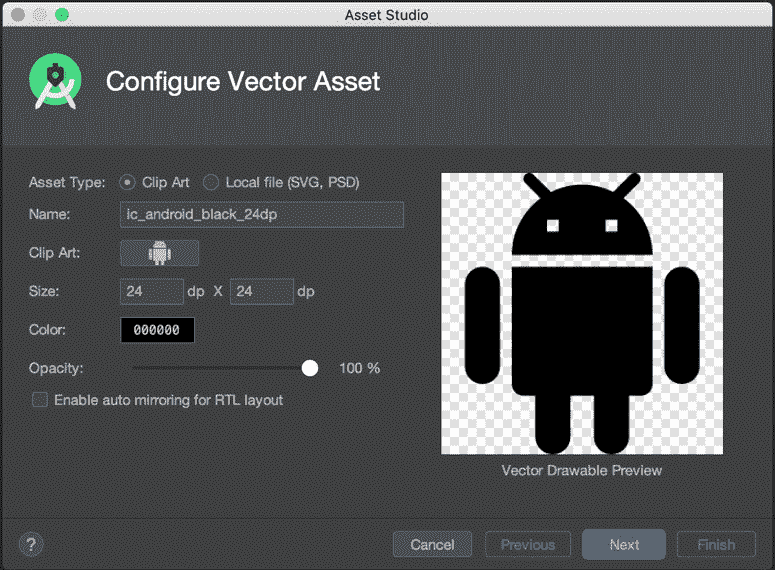 Asset Studio
Configure Vector Asset
Asset Type: Clip Art Local file (SVG, PSD)
Name: ic_android_black_24dp
Clip Art:
Size: 24 dp X 24 dp
Color: 000000
Opacity: 100 %
Enable auto mirroring for RTL layout
Vector Drawable Preview
? Cancel Previous Next Finish